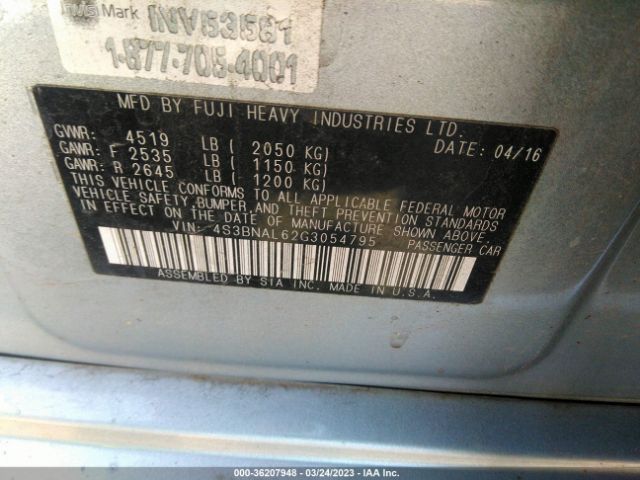 NVS Mark INV53581
1-877-705-4001
MFD BY FUJI HEAVY INDUSTRIES LTD.
GVWR: 4519 LB ( 2050 KG) DATE: 04/16
GAWR: F 2535 LB ( 1150 KG)
GAWR: R 2645 LB ( 1200 KG)
THIS VEHICLE CONFORMS TO ALL APPLICABLE FEDERAL MOTOR
VEHICLE SAFETY, BUMPER, AND THEFT PREVENTION STANDARDS
IN EFFECT ON THE DATE OF MANUFACTURE SHOWN ABOVE.
VIN: 4S3BNAL62G3054795 PASSENGER CAR
ASSEMBLED BY SIA INC. MADE IN U.S.A.
000-36207948 - 03/24/2023 - IAA Inc.